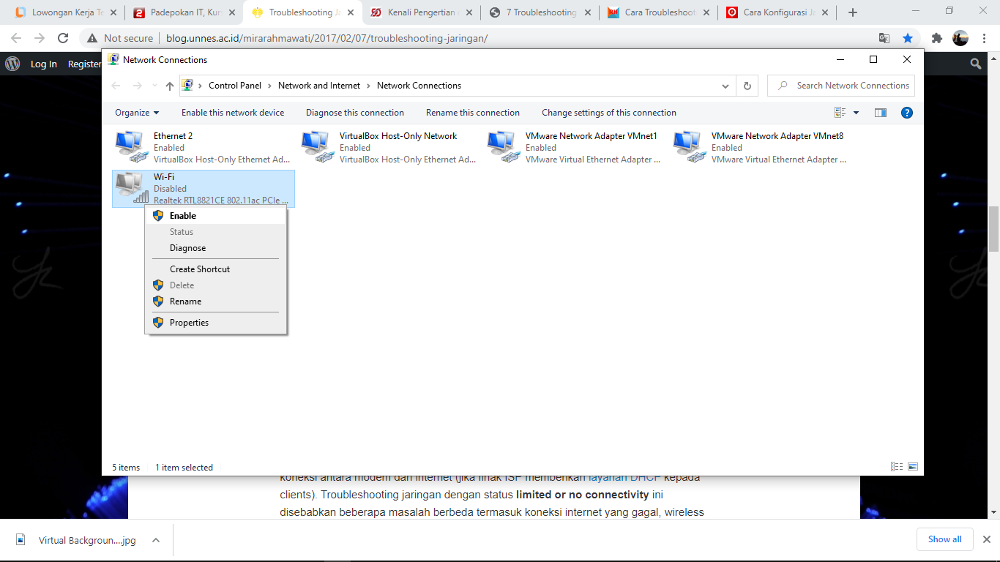 Lowongan Kerja Te
Padepokan IT, Kur
Troubleshooting Ja
Kenali Pengertian
7 Troubleshooting
Cara Troubleshoot
Cara Konfigurasi Ja
Not secure
blog.unnes.ac.id/mirarahmawati/2017/02/07/troubleshooting-jaringan/
Log In
Register
Network Connections
Control Panel > Network and Internet > Network Connections
Search Network Connections
Organize
Enable this network device
Diagnose this connection
Rename this connection
Change settings of this connection
Ethernet 2
Enabled
VirtualBox Host-Only Ethernet Ad...
VirtualBox Host-Only Network
Enabled
VirtualBox Host-Only Ethernet Ad...
VMware Network Adapter VMnet1
Enabled
VMware Virtual Ethernet Adapter ...
VMware Network Adapter VMnet8
Enabled
VMware Virtual Ethernet Adapter ...
Wi-Fi
Disabled
Realtek RTL8821CE 802.11ac PCIe ...
Enable
Status
Diagnose
Create Shortcut
Delete
Rename
Properties
5 items
1 item selected
koneksi antara modem dan internet (jika fihak ISP memberikan layanan DHCP kepada
clients). Troubleshooting jaringan dengan status limited or no connectivity ini
disebabkan beberapa masalah berbeda termasuk koneksi internet yang gagal, wireless
Virtual Backgroun....jpg
Show all